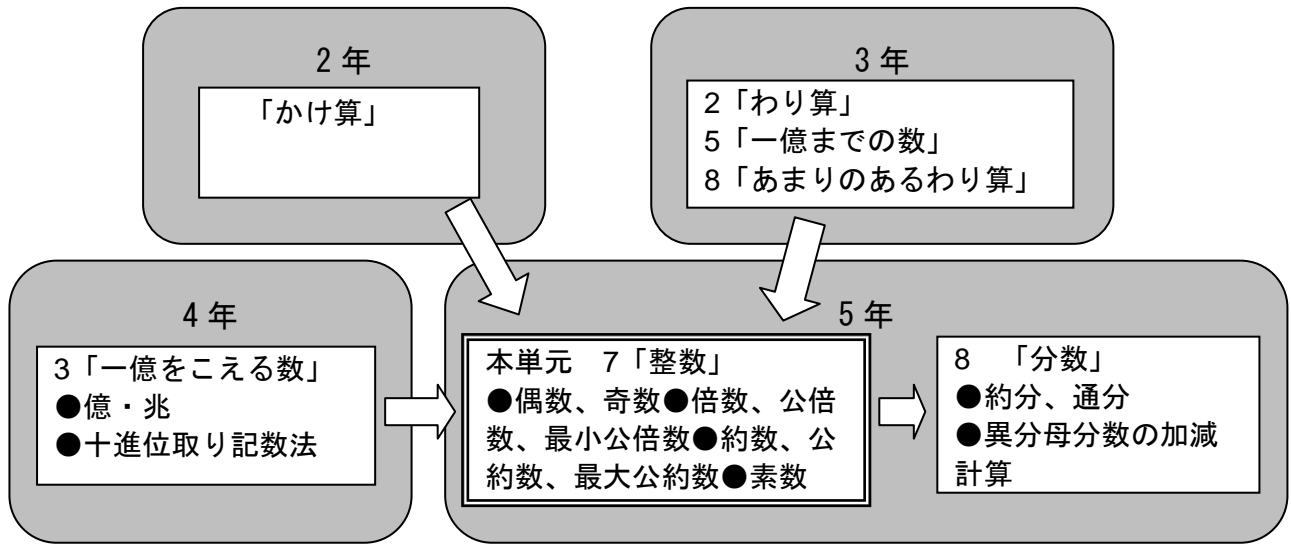 2年
「かけ算」
3年
2「わり算」
5「一億までの数」
8「あまりのあるわり算」
4年
3「一億をこえる数」
●億・兆
●十進位取り記数法
5年
本単元　7「整数」
●偶数、奇数●倍数、公倍
数、最小公倍数●約数、公
約数、最大公約数●素数
8　「分数」
●約分、通分
●異分母分数の加減
計算